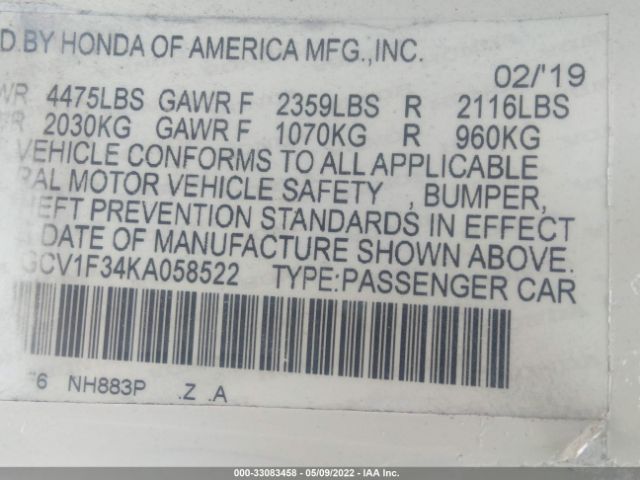 D.BY HONDA OF AMERICA MFG.,INC.
02/'19
WR 4475LBS GAWR F 2359LBS R 2116LBS
2030KG GAWR F 1070KG R 960KG
VEHICLE CONFORMS TO ALL APPLICABLE
RAL MOTOR VEHICLE SAFETY , BUMPER,
HEFT PREVENTION STANDARDS IN EFFECT
DATE OF MANUFACTURE SHOWN ABOVE.
GCV1F34KA058522 TYPE:PASSENGER CAR
6 NH883P .Z .A
000-33083458 - 05/09/2022 - IAA Inc.